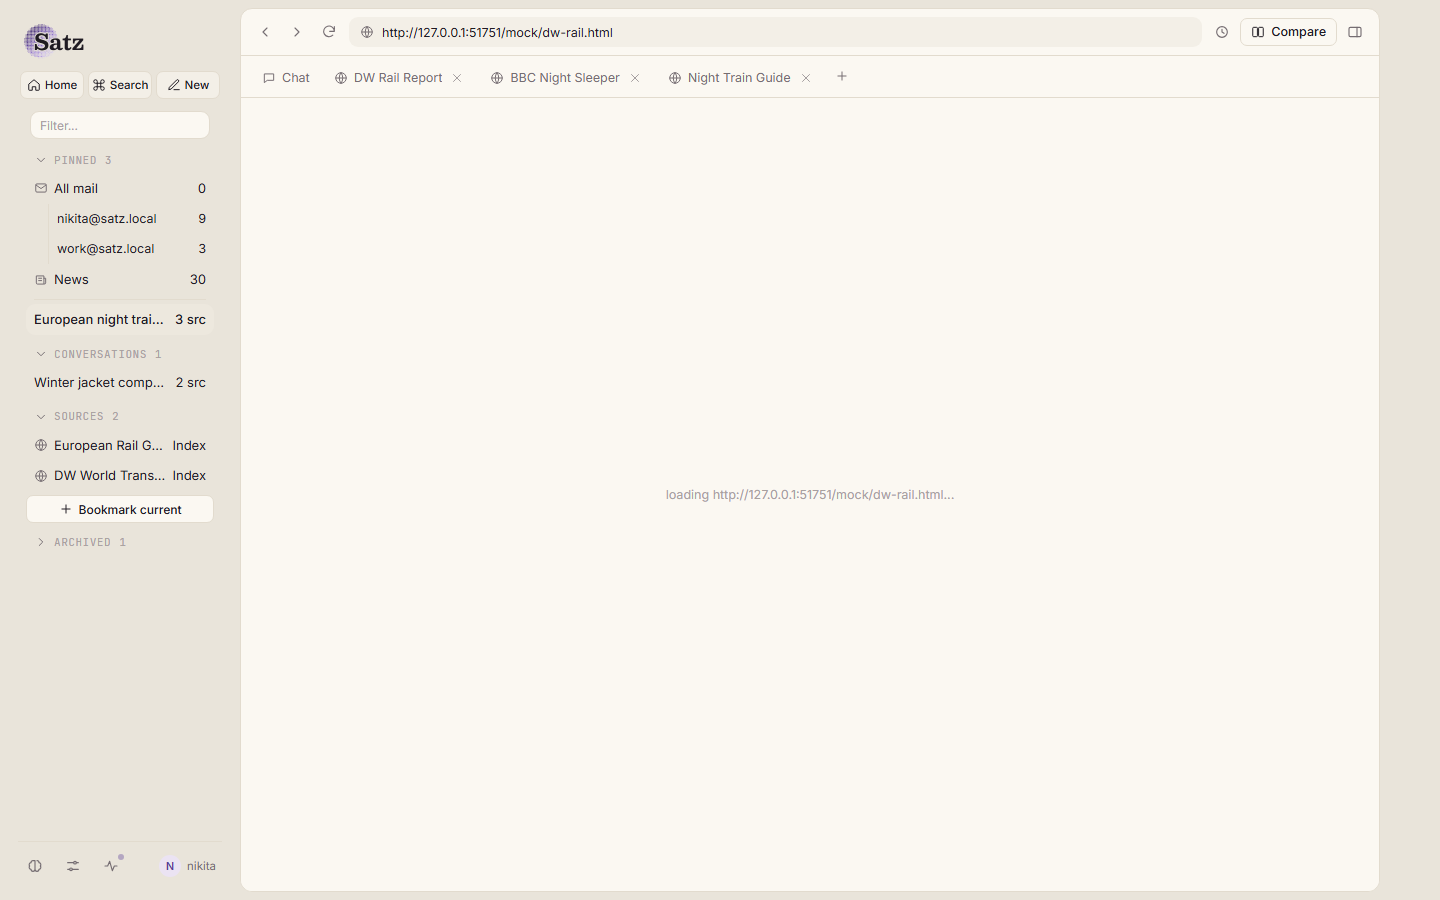 Satz
Home Search New
Filter...
PINNED 3
All mail 0
nikita@satz.local 9
work@satz.local 3
News 30
European night trai... 3 src
CONVERSATIONS 1
Winter jacket comp... 2 src
SOURCES 2
European Rail G... Index
DW World Trans... Index
Bookmark current
ARCHIVED 1
N nikita
http://127.0.0.1:51751/mock/dw-rail.html
Compare
Chat DW Rail Report BBC Night Sleeper Night Train Guide
loading http://127.0.0.1:51751/mock/dw-rail.html...